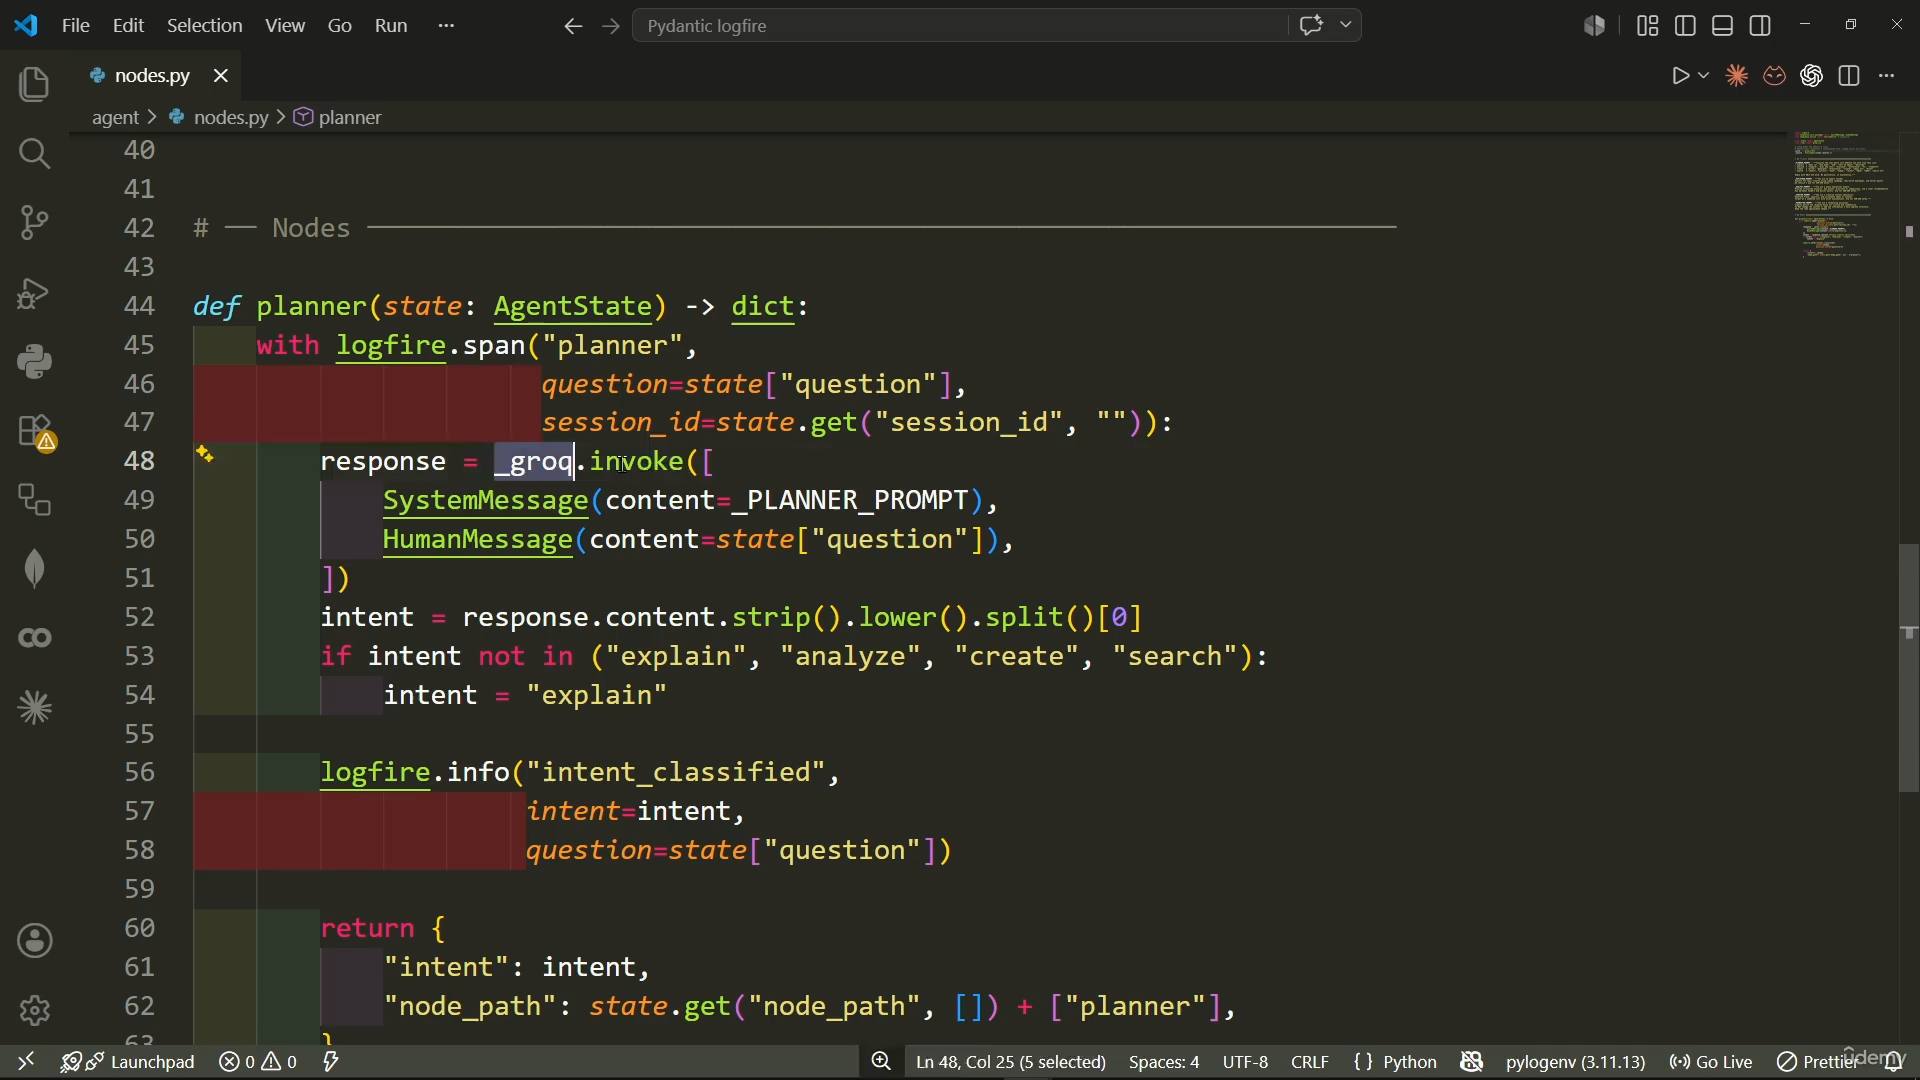 File Edit Selection View Go Run ··· Pydantic logfire
nodes.py
agent > nodes.py > planner
40
41
42 # —— Nodes ——————————————————
43
44 def planner(state: AgentState) -> dict:
45 with logfire.span("planner",
46 question=state["question"],
47 session_id=state.get("session_id", "")):
48 response = _groq.invoke([
49 SystemMessage(content=_PLANNER_PROMPT),
50 HumanMessage(content=state["question"]),
51 ])
52 intent = response.content.strip().lower().split()[0]
53 if intent not in ("explain", "analyze", "create", "search"):
54 intent = "explain"
55
56 logfire.info("intent_classified",
57 intent=intent,
58 question=state["question"])
59
60 return {
61 "intent": intent,
62 "node_path": state.get("node_path", []) + ["planner"],
63 }
Launchpad 0 0 Ln 48, Col 25 (5 selected) Spaces: 4 UTF-8 CRLF { } Python pylogenv (3.11.13) Go Live Prettier
ûdemy